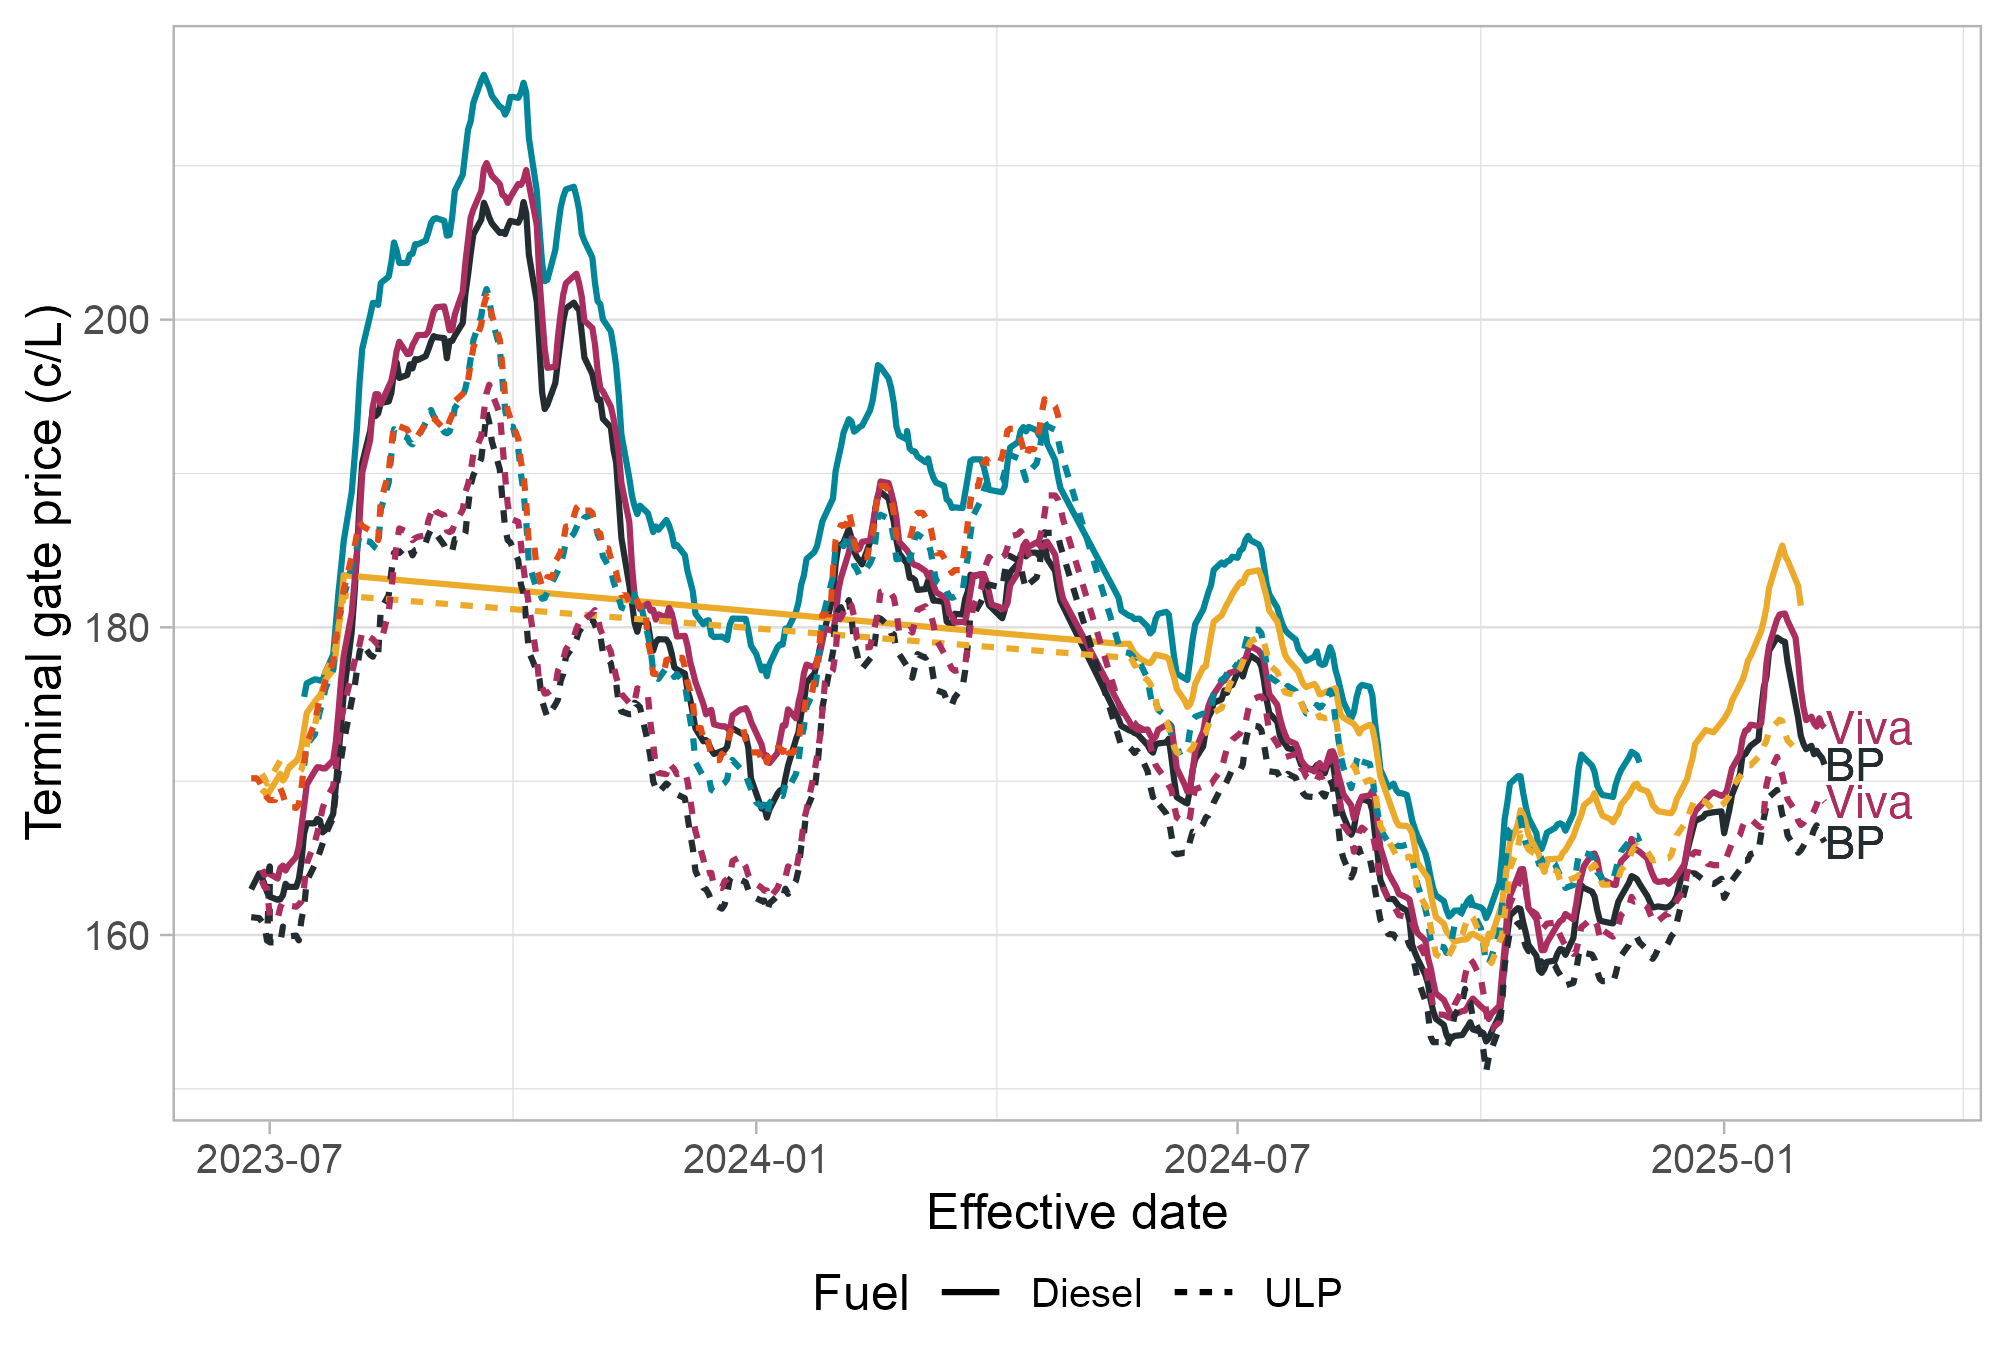 Terminal gate price (c/L)
200
180
160
Viva
BP
Viva
BP
2023-07 2024-01 2024-07 2025-01
Effective date
Fuel Diesel ULP